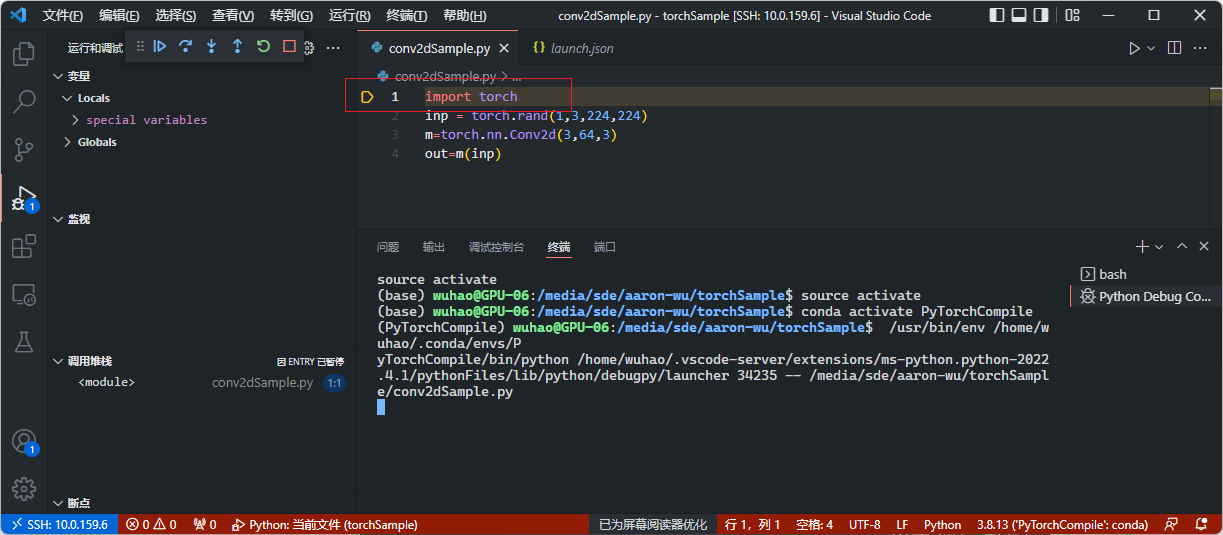 文件(F) 编辑(E) 选择(S) 查看(V) 转到(G) 运行(R) 终端(T) 帮助(H) conv2dSample.py - torchSample [SSH: 10.0.159.6] - Visual Studio Code
运行和调试
conv2dSample.py
launch.json
变量
Locals
special variables
Globals
监视
调用堆栈 因 ENTRY 已暂停
<module> conv2dSample.py 1:1
断点
1
1
conv2dSample.py > ...
1 import torch
2 inp = torch.rand(1,3,224,224)
3 m=torch.nn.Conv2d(3,64,3)
4 out=m(inp)
问题 输出 调试控制台 终端 端口
source activate
(base) wuhao@GPU-06:/media/sde/aaron-wu/torchSample$ source activate
(base) wuhao@GPU-06:/media/sde/aaron-wu/torchSample$ conda activate PyTorchCompile
(PyTorchCompile) wuhao@GPU-06:/media/sde/aaron-wu/torchSample$  /usr/bin/env /home/w
uhao/.conda/envs/P
yTorchCompile/bin/python /home/wuhao/.vscode-server/extensions/ms-python.python-2022
.4.1/pythonFiles/lib/python/debugpy/launcher 34235 -- /media/sde/aaron-wu/torchSampl
e/conv2dSample.py
bash
Python Debug Co...
SSH: 10.0.159.6 0 0 0 Python: 当前文件 (torchSample) 已为屏幕阅读器优化 行 1，列 1 空格: 4 UTF-8 LF Python 3.8.13 ('PyTorchCompile': conda)